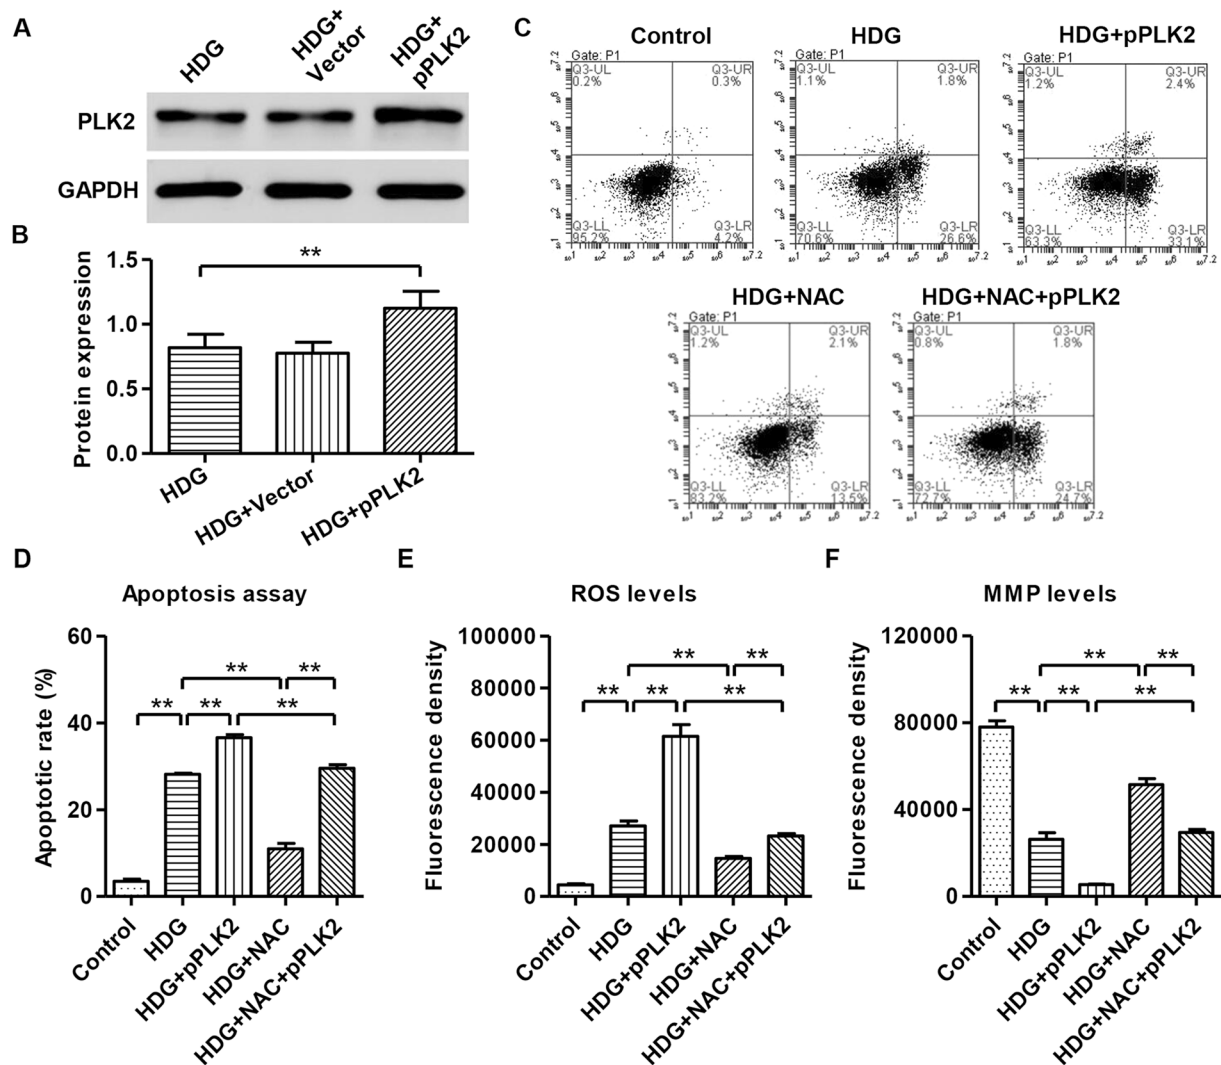 A
HDG
HDG+
Vector
HDG+
pPLK2
PLK2
GAPDH
B
Protein expression
1.5
1.0
0.5
0.0
**
HDG
HDG+Vector
HDG+pPLK2
C
Control
Gate: P1
Q3-UL
0.2%
Q3-UR
0.3%
Q3-LL
95.2%
Q3-LR
4.2%
HDG
Gate: P1
Q3-UL
1.1%
Q3-UR
1.8%
Q3-LL
70.6%
Q3-LR
26.6%
HDG+pPLK2
Gate: P1
Q3-UL
1.2%
Q3-UR
2.4%
Q3-LL
63.3%
Q3-LR
33.1%
HDG+NAC
Gate: P1
Q3-UL
1.2%
Q3-UR
2.1%
Q3-LL
83.2%
Q3-LR
13.5%
HDG+NAC+pPLK2
Gate: P1
Q3-UL
0.8%
Q3-UR
1.8%
Q3-LL
72.7%
Q3-LR
24.7%
D
Apoptosis assay
Apoptotic rate (%)
60
40
20
0
** **
** ** **
Control
HDG
HDG+pPLK2
HDG+NAC
HDG+NAC+pPLK2
E
ROS levels
Fluorescence density
100000
80000
60000
40000
20000
0
** **
** ** **
Control
HDG
HDG+pPLK2
HDG+NAC
HDG+NAC+pPLK2
F
MMP levels
Fluorescence density
120000
80000
40000
0
** **
** ** **
Control
HDG
HDG+pPLK2
HDG+NAC
HDG+NAC+pPLK2